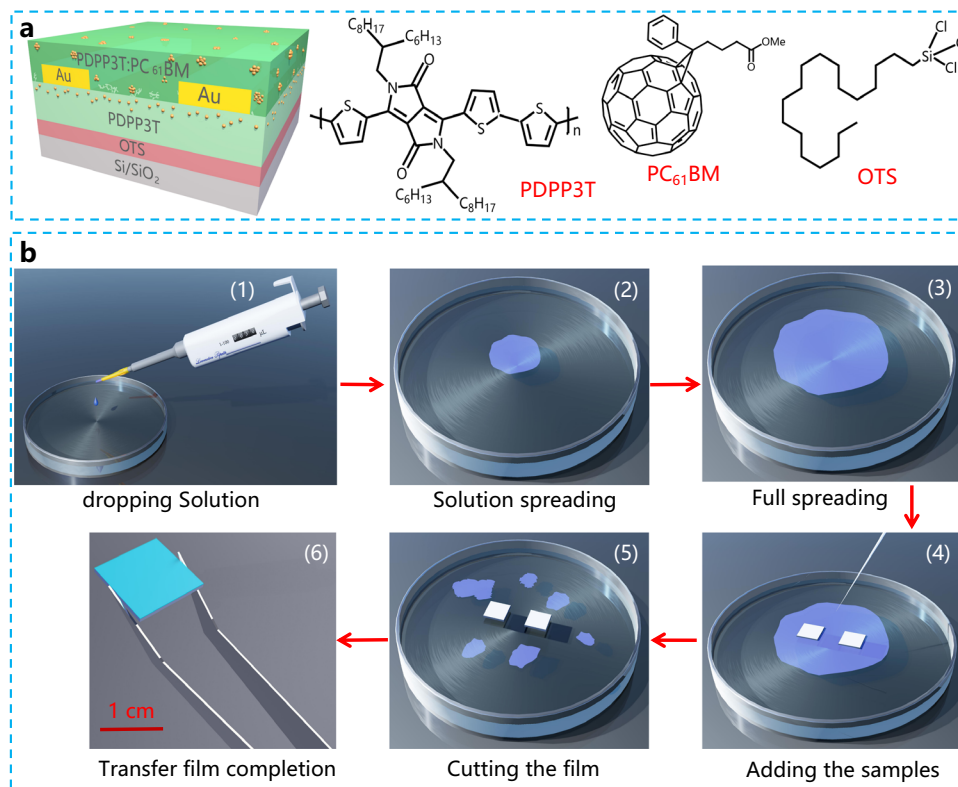 a
PDPP3T:PC₆₁BM
Au
Au
PDPP3T
OTS
Si/SiO₂
C₈H₁₇
C₆H₁₃
N
O
S
S
S
n
O
N
C₆H₁₃
C₈H₁₇
PDPP3T
OMe
O
PC₆₁BM
Cl
Si
Cl
OTS
b
(1)
µL
dropping Solution
(2)
Solution spreading
(3)
Full spreading
(6)
1 cm
Transfer film completion
(5)
Cutting the film
(4)
Adding the samples